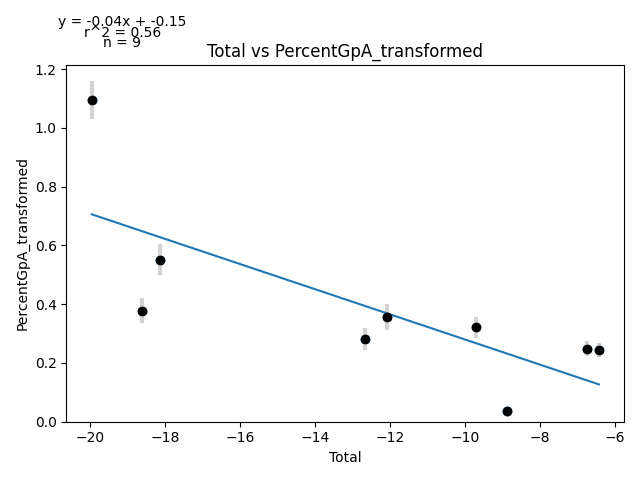 y = -0.04x + -0.15
r^2 = 0.56
n = 9
Total vs PercentGpA_transformed
1.2
1.0
0.8
0.6
0.4
0.2
0.0
PercentGpA_transformed
−20
−18
−16
−14
−12
−10
−8
−6
Total